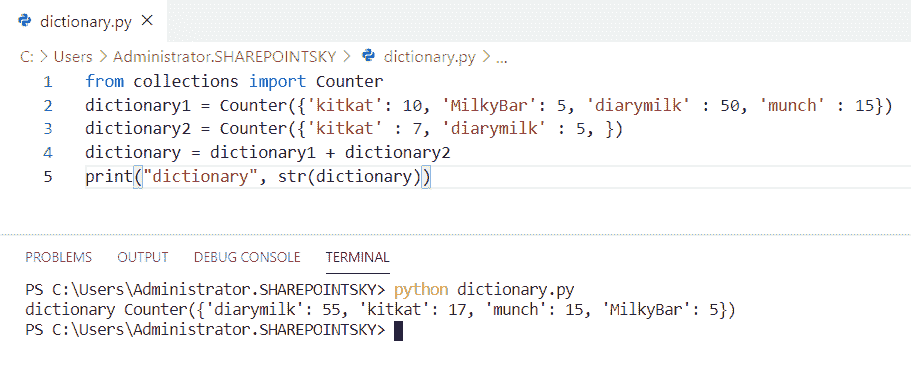 dictionary.py ×
C: > Users > Administrator.SHAREPOINTSKY > dictionary.py > ...
1 from collections import Counter
2 dictionary1 = Counter({'kitkat': 10, 'MilkyBar': 5, 'diarymilk' : 50, 'munch' : 15})
3 dictionary2 = Counter({'kitkat' : 7, 'diarymilk' : 5, })
4 dictionary = dictionary1 + dictionary2
5 print("dictionary", str(dictionary))
PROBLEMS OUTPUT DEBUG CONSOLE TERMINAL
PS C:\Users\Administrator.SHAREPOINTSKY> python dictionary.py
dictionary Counter({'diarymilk': 55, 'kitkat': 17, 'munch': 15, 'MilkyBar': 5})
PS C:\Users\Administrator.SHAREPOINTSKY>